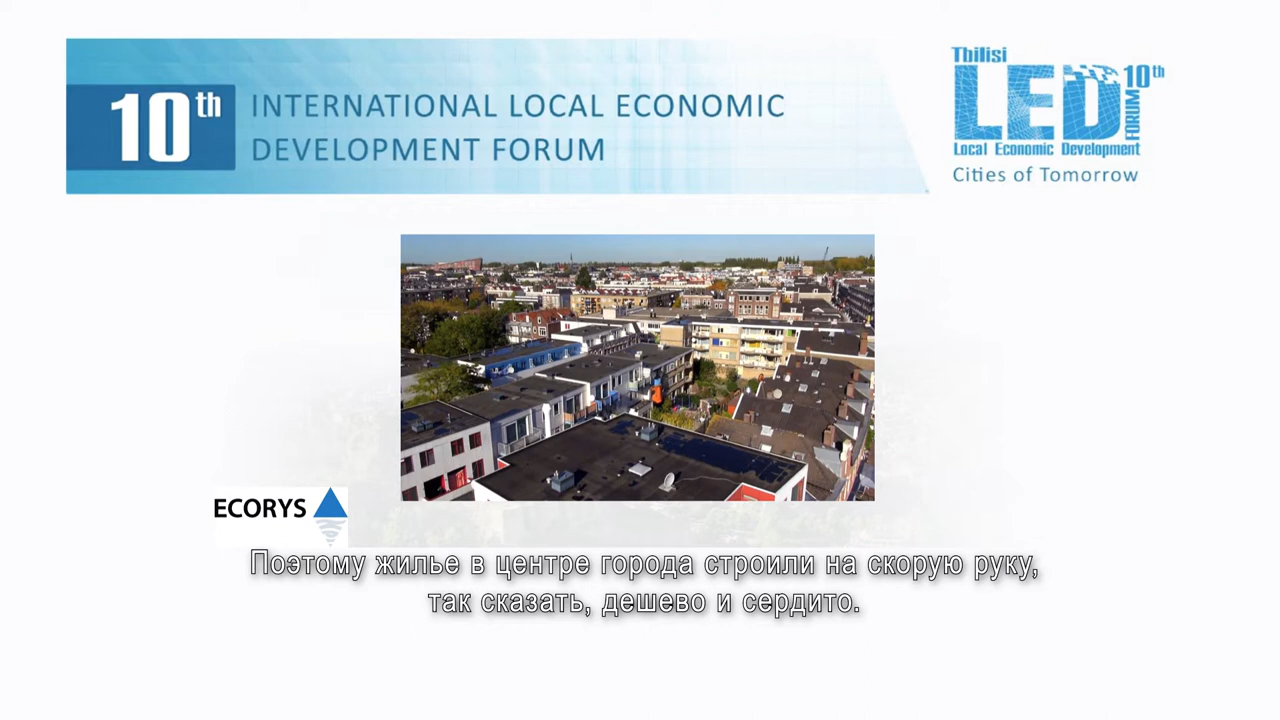 10th
INTERNATIONAL LOCAL ECONOMIC
DEVELOPMENT FORUM
Tbilisi
LED
FORUM
10th
Local Economic Development
Cities of Tomorrow
ECORYS
Поэтому жилье в центре города строили на скорую руку,
так сказать, дешево и сердито.